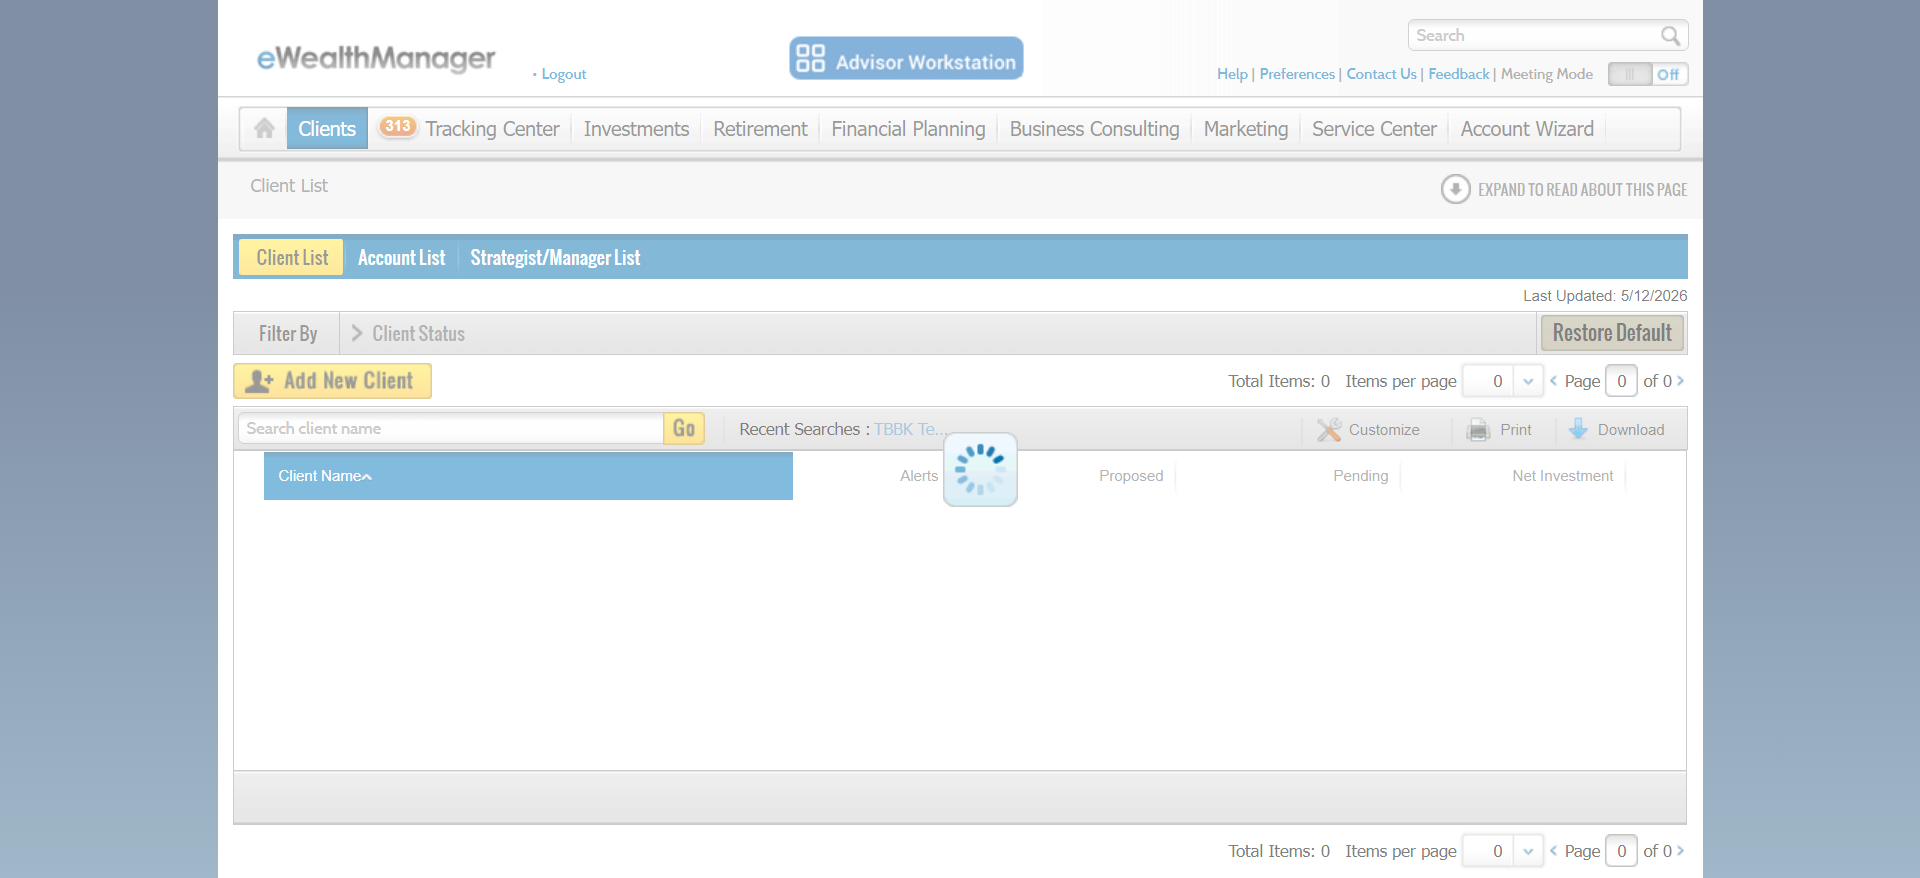 eWealthManager
• Logout
Advisor Workstation
Search
Help | Preferences | Contact Us | Feedback | Meeting Mode Off
Clients 313 Tracking Center Investments Retirement Financial Planning Business Consulting Marketing Service Center Account Wizard
Client List
EXPAND TO READ ABOUT THIS PAGE
Client List Account List Strategist/Manager List
Last Updated: 5/12/2026
Filter By > Client Status Restore Default
Add New Client
Total Items: 0 Items per page 0 Page 0 of 0
Search client name Go Recent Searches : TBBK Te... Customize Print Download
Client Name Alerts Proposed Pending Net Investment
Total Items: 0 Items per page 0 Page 0 of 0